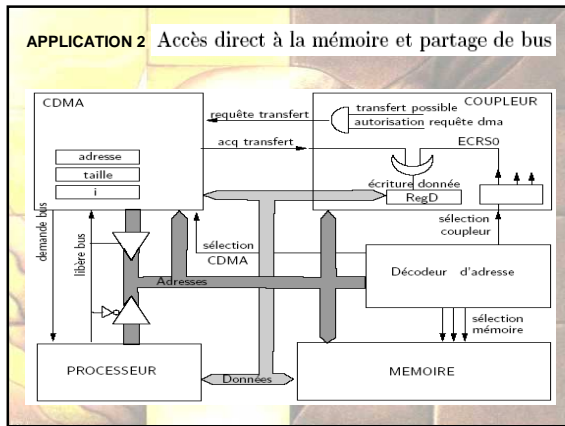 APPLICATION 2 Accès direct à la mémoire et partage de bus
CDMA
COUPLEUR
requête transfert
transfert possible
autorisation requête dma
acq transfert
ECRS0
adresse
taille
i
écriture donnée
RegD
demande bus
libère bus
sélection
CDMA
sélection
coupleur
Adresses
Décodeur d'adresse
sélection
mémoire
PROCESSEUR
Données
MEMOIRE